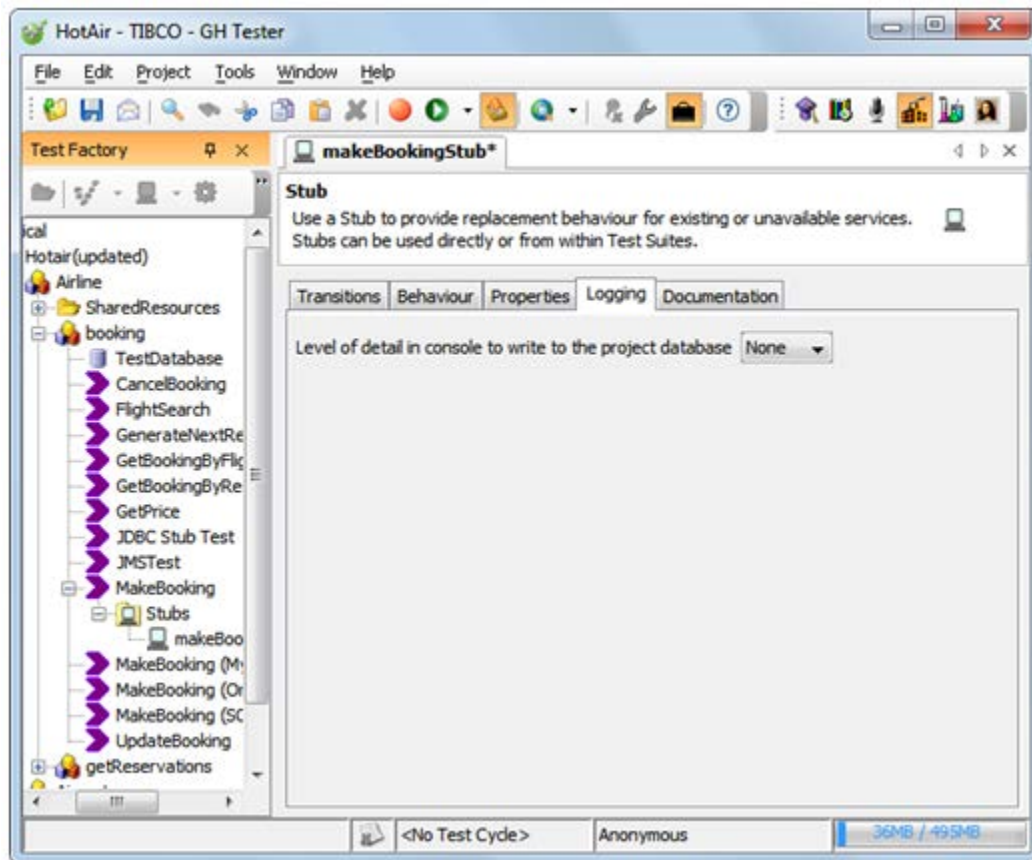 HotAir - TIBCO - GH Tester
File Edit Project Tools Window Help
Test Factory
makeBookingStub*
Stub
Use a Stub to provide replacement behaviour for existing or unavailable services.
Stubs can be used directly or from within Test Suites.
Transitions Behaviour Properties Logging Documentation
Level of detail in console to write to the project database None
ical
Hotair(updated)
Airline
SharedResources
booking
TestDatabase
CancelBooking
FlightSearch
GenerateNextRe
GetBookingByFlig
GetBookingByRe
GetPrice
JDBC Stub Test
JMSTest
MakeBooking
Stubs
makeBoo
MakeBooking (My
MakeBooking (Or
MakeBooking (SO
UpdateBooking
getReservations
<No Test Cycle> Anonymous 36MB / 495MB